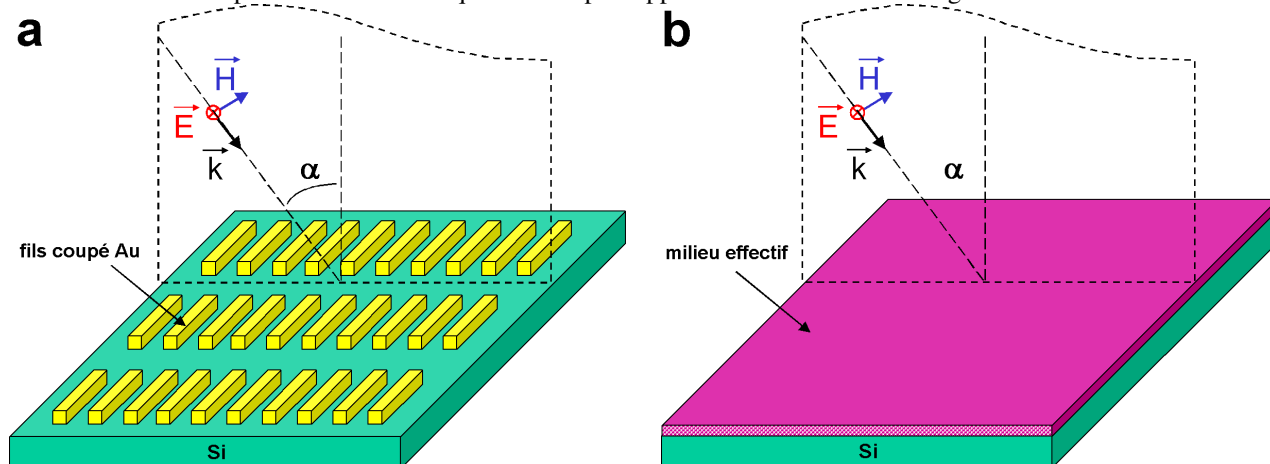 a
H
E
k
α
fils coupé Au
Si
b
H
E
k
α
milieu effectif
Si